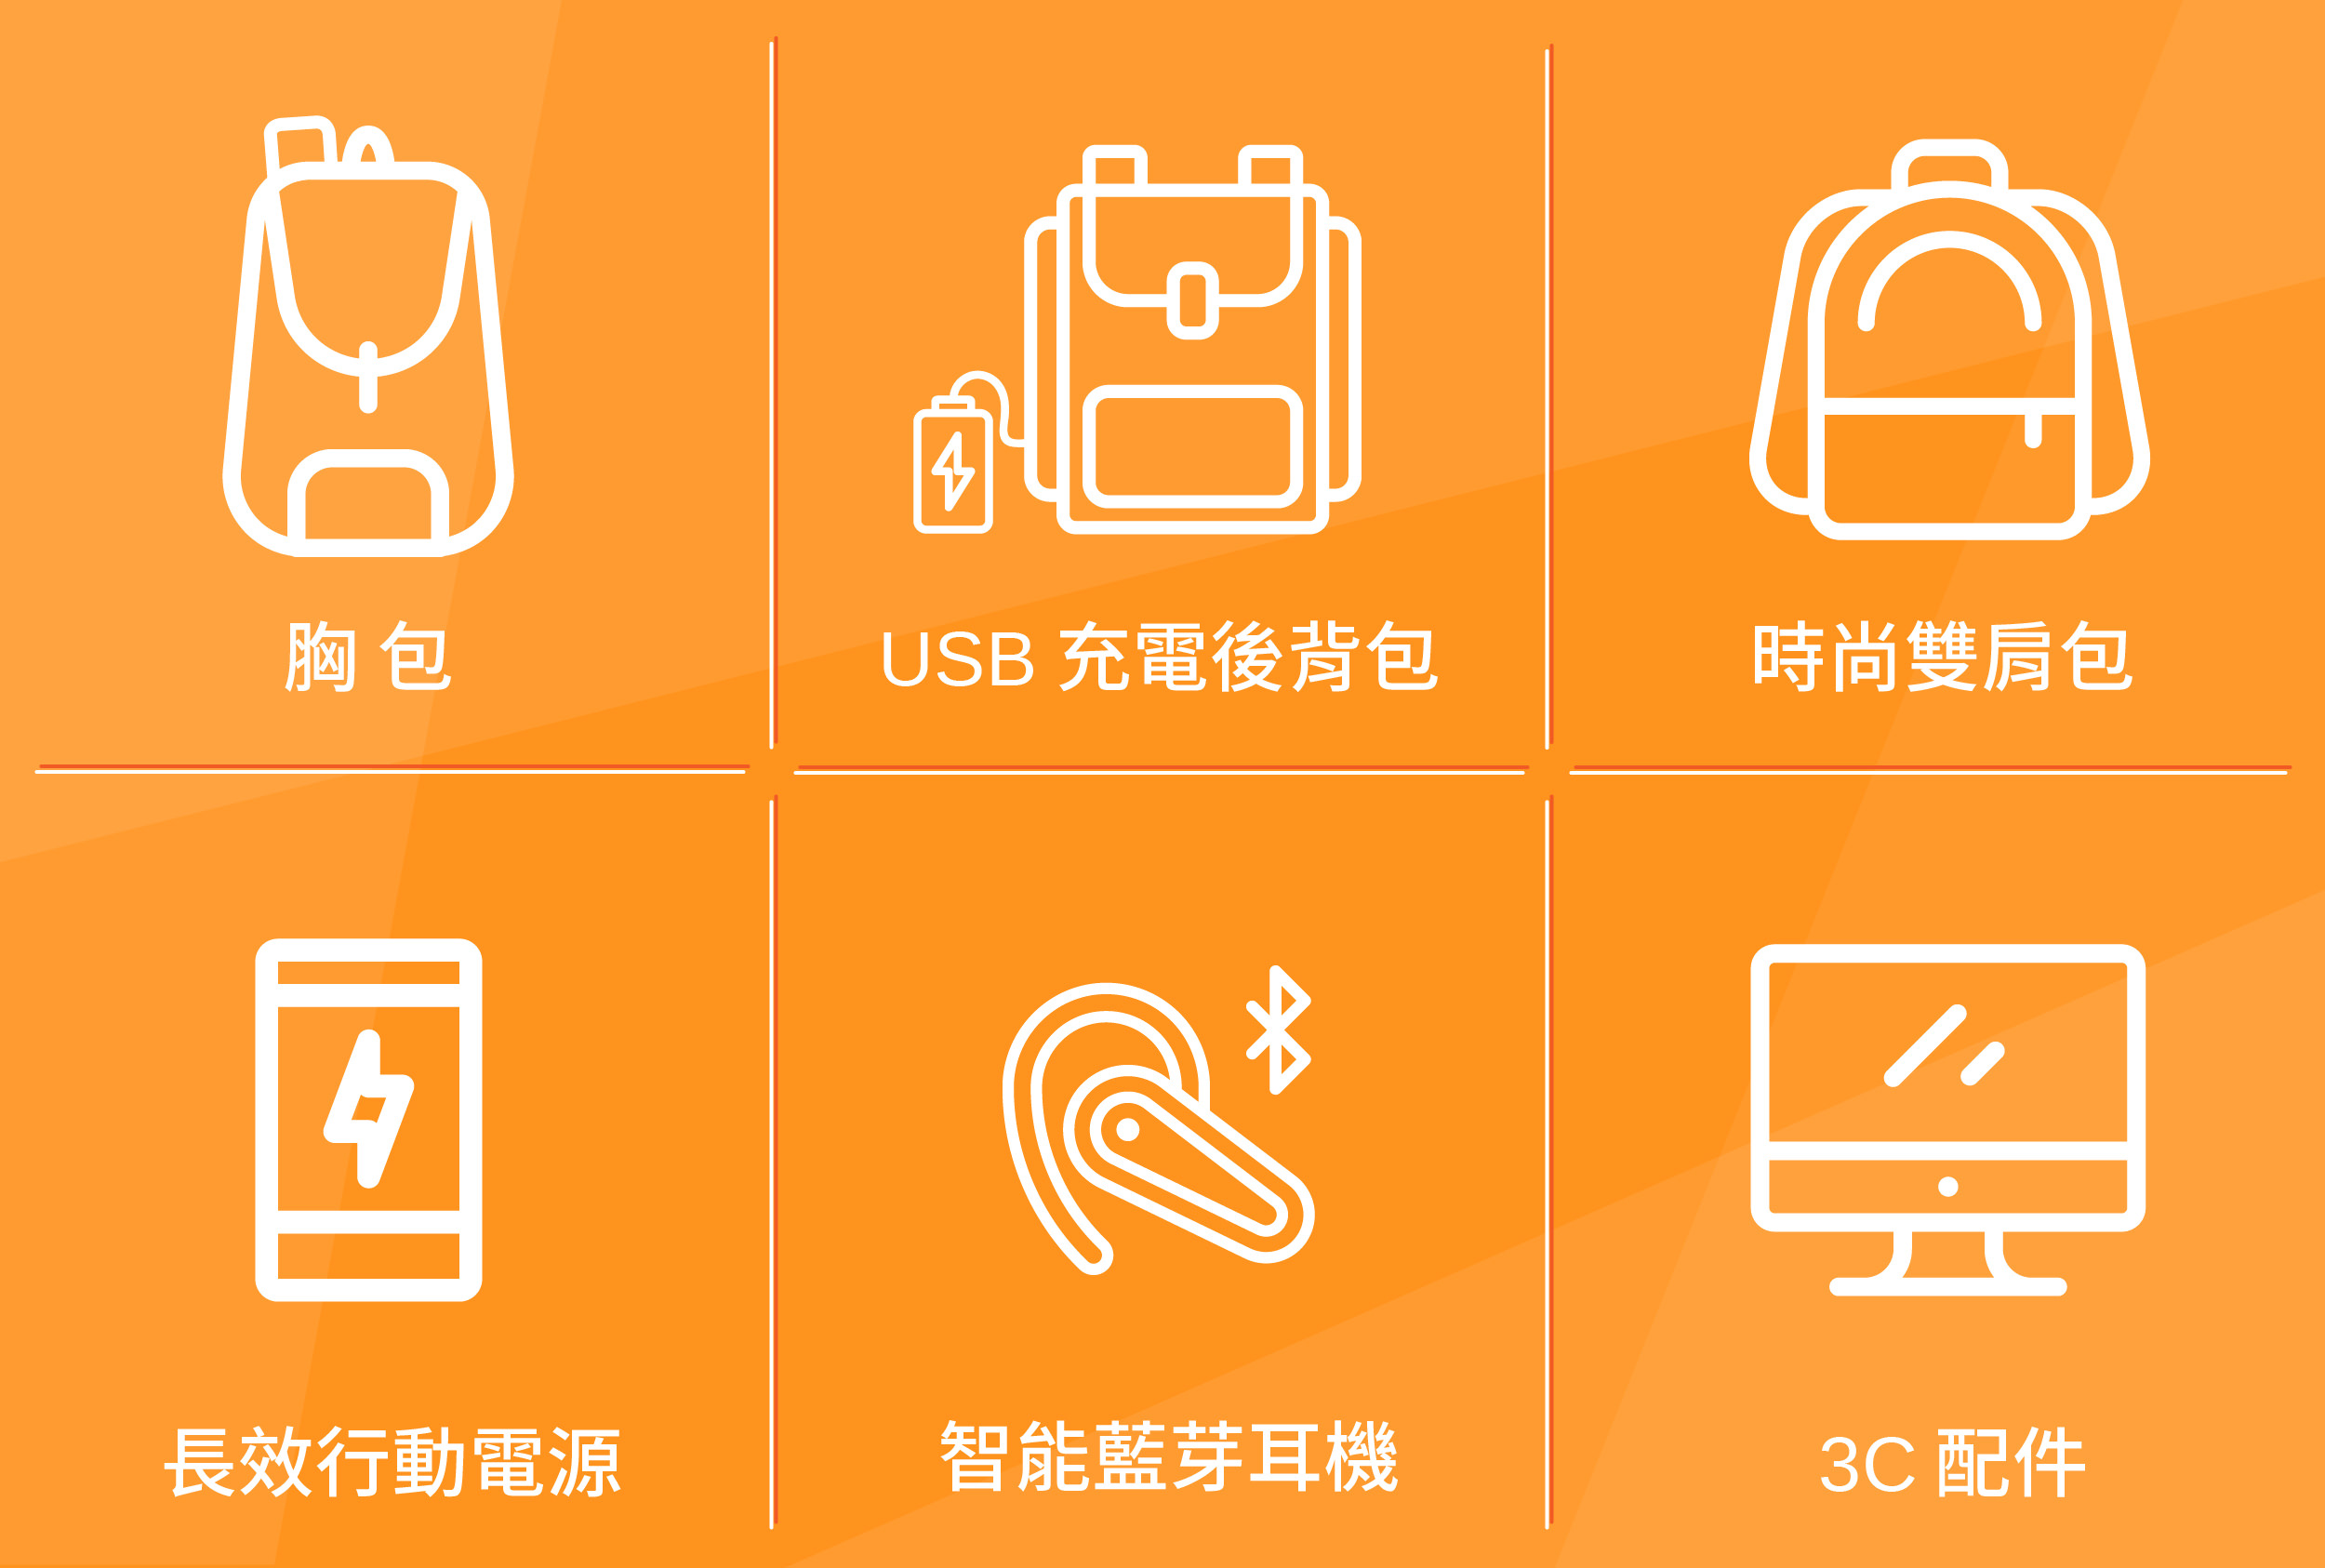 胸 包
USB 充電後背包
時尚雙肩包
長效行動電源
智能藍芽耳機
3C 配件